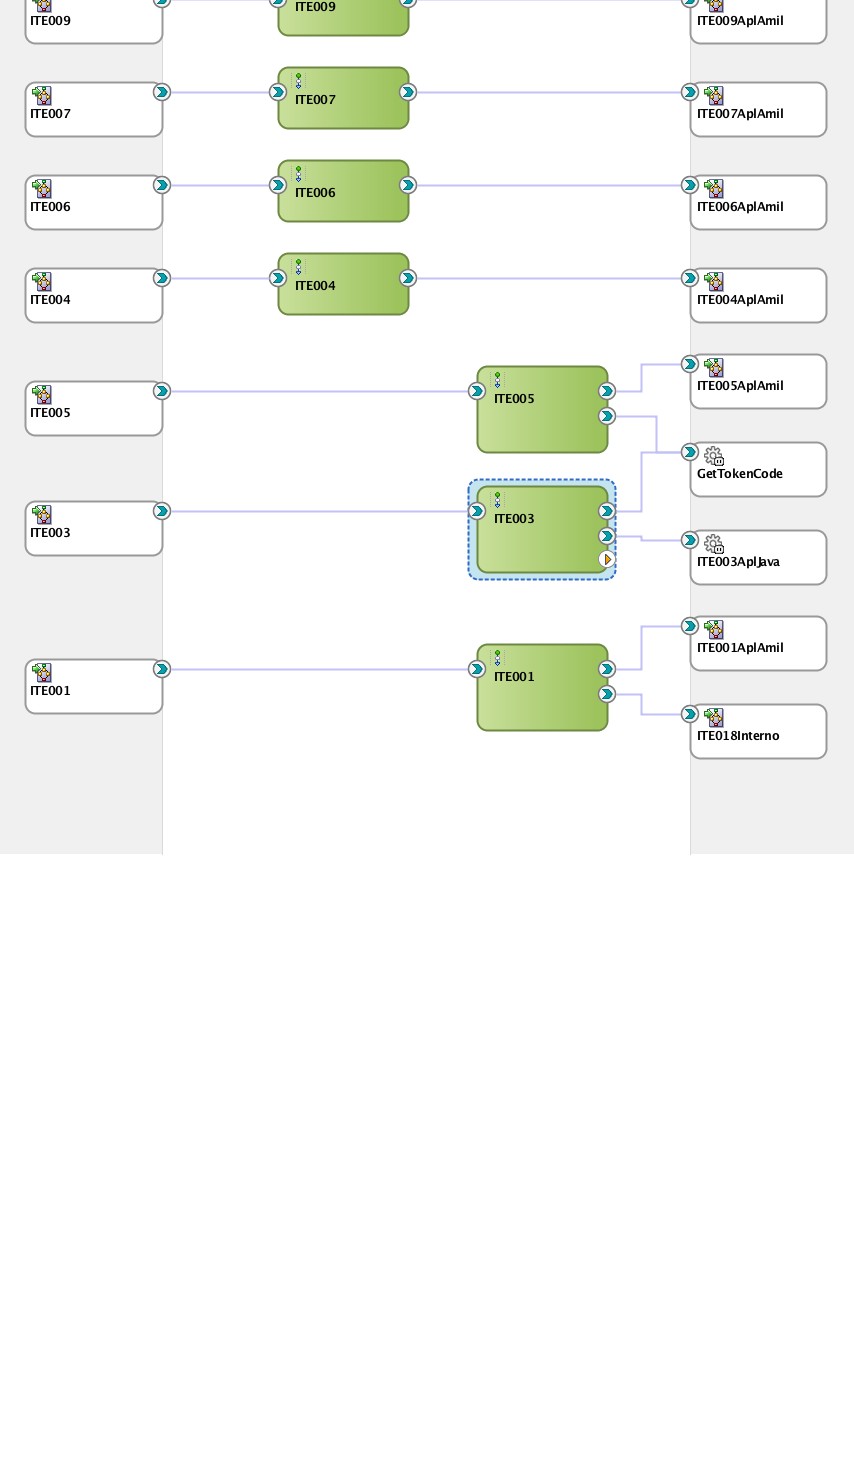 ITE009 ITE009 ITE009AplAmil
ITE007 ITE007 ITE007AplAmil
ITE006 ITE006 ITE006AplAmil
ITE004 ITE004 ITE004AplAmil
ITE005AplAmil
ITE005 ITE005
GetTokenCode
ITE003 ITE003
ITE003AplJava
ITE001AplAmil
ITE001 ITE001
ITE018Interno